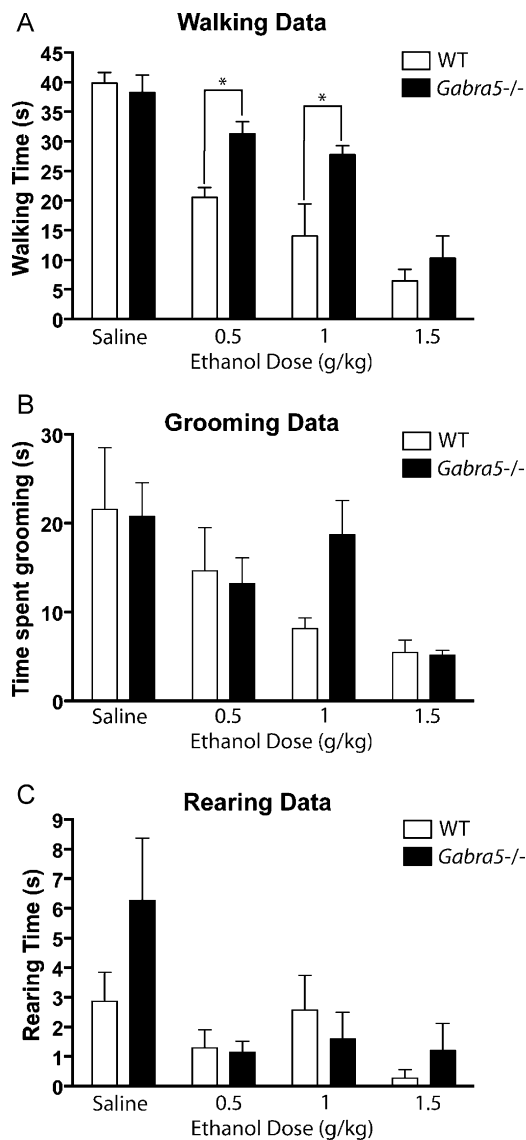 A
Walking Data
WT
Gabra5-/-
Walking Time (s)
45
40
35
30
25
20
15
10
5
0
*
*
Saline 0.5 1 1.5
Ethanol Dose (g/kg)
B
Grooming Data
WT
Gabra5-/-
Time spent grooming (s)
30
20
10
0
Saline 0.5 1 1.5
Ethanol Dose (g/kg)
C
Rearing Data
WT
Gabra5-/-
Rearing Time (s)
9
8
7
6
5
4
3
2
1
0
Saline 0.5 1 1.5
Ethanol Dose (g/kg)